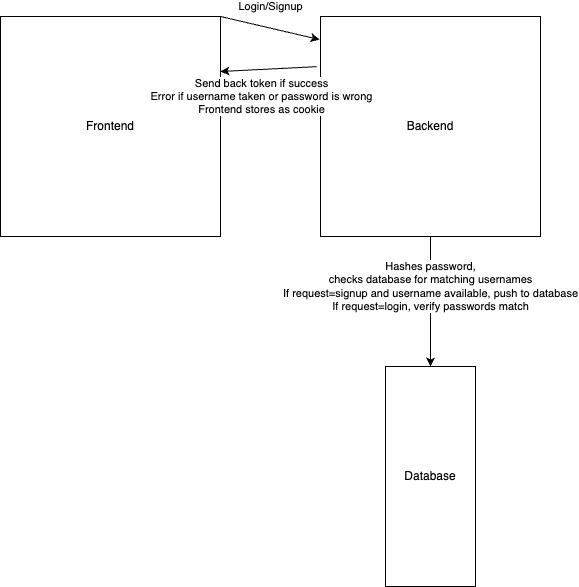 Login/Signup
Send back token if success
Error if username taken or password is wrong
Frontend stores as cookie
Frontend
Backend
Hashes password,
checks database for matching usernames
If request=signup and username available, push to database
If request=login, verify passwords match
Database